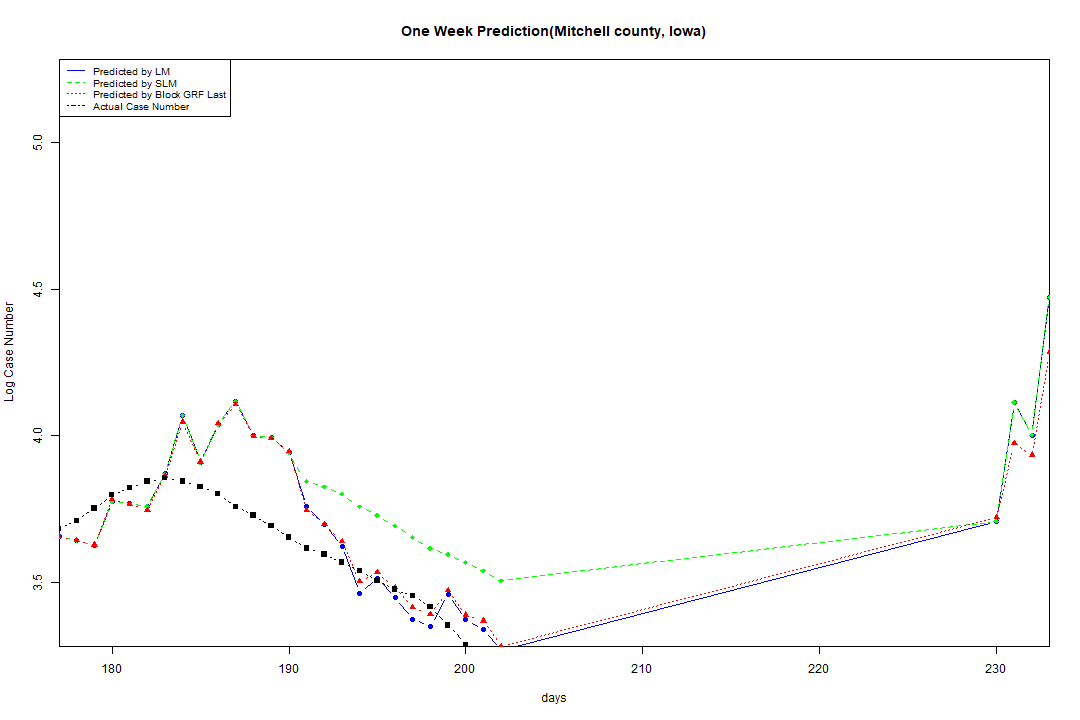 One Week Prediction(Mitchell county, Iowa)
Predicted by LM
Predicted by SLM
Predicted by Block GRF Last
Actual Case Number
5.0
4.5
4.0
3.5
Log Case Number
180 190 200 210 220 230
days